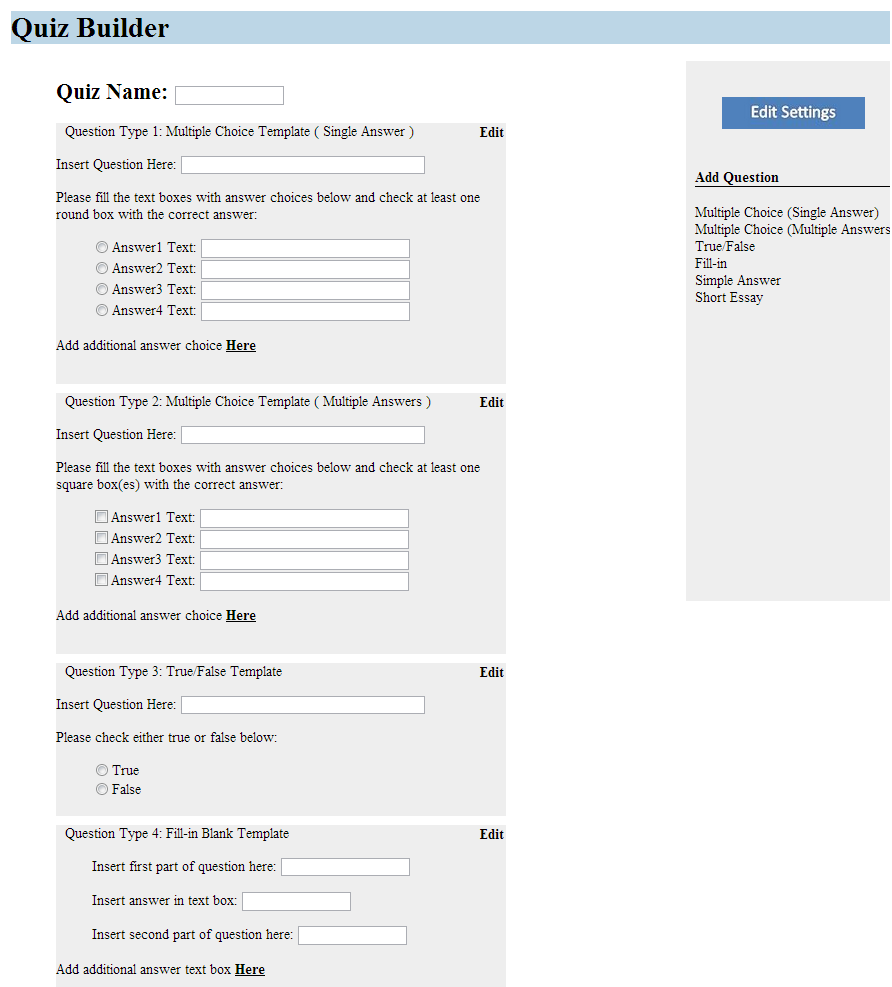 Quiz Builder
Quiz Name:
Question Type 1: Multiple Choice Template ( Single Answer ) Edit
Insert Question Here:
Please fill the text boxes with answer choices below and check at least one
round box with the correct answer:
Answer1 Text:
Answer2 Text:
Answer3 Text:
Answer4 Text:
Add additional answer choice Here
Question Type 2: Multiple Choice Template ( Multiple Answers ) Edit
Insert Question Here:
Please fill the text boxes with answer choices below and check at least one
square box(es) with the correct answer:
Answer1 Text:
Answer2 Text:
Answer3 Text:
Answer4 Text:
Add additional answer choice Here
Question Type 3: True/False Template Edit
Insert Question Here:
Please check either true or false below:
True
False
Question Type 4: Fill-in Blank Template Edit
Insert first part of question here:
Insert answer in text box:
Insert second part of question here:
Add additional answer text box Here
Edit Settings
Add Question
Multiple Choice (Single Answer)
Multiple Choice (Multiple Answers
True/False
Fill-in
Simple Answer
Short Essay